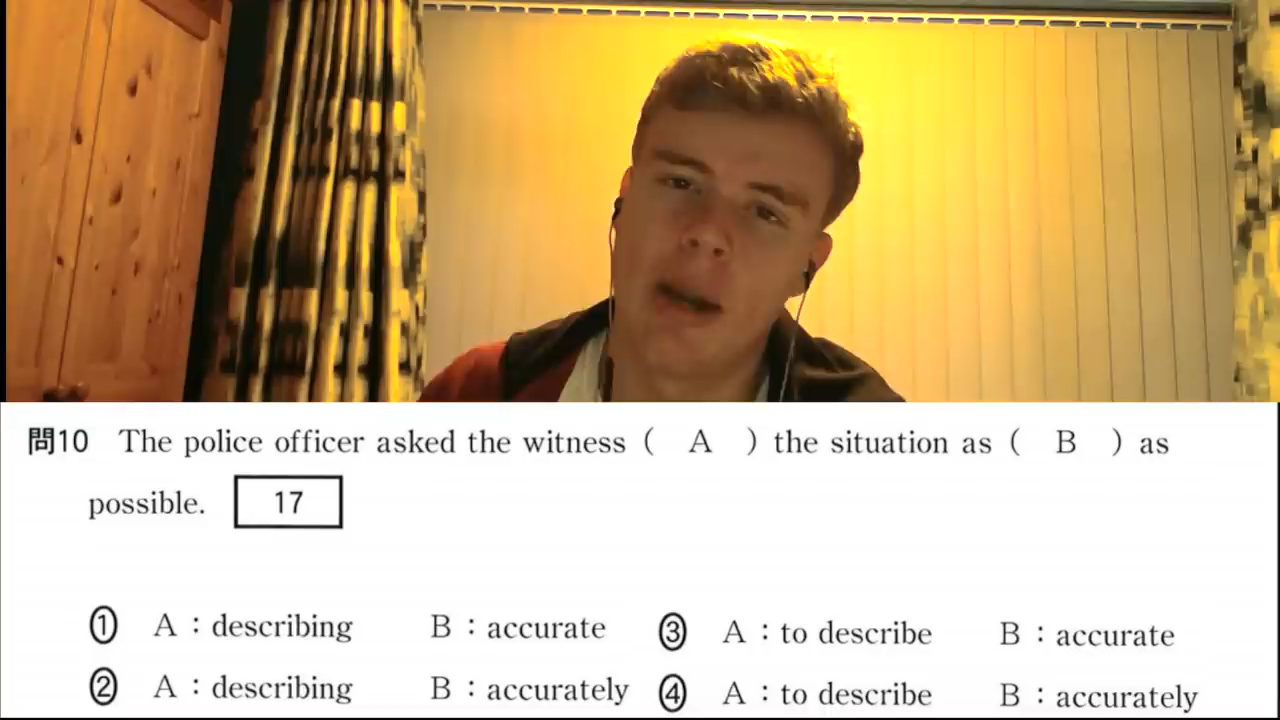 問10 The police officer asked the witness ( A ) the situation as ( B ) as
possible. 17
① A：describing B：accurate ③ A：to describe B：accurate
② A：describing B：accurately ④ A：to describe B：accurately